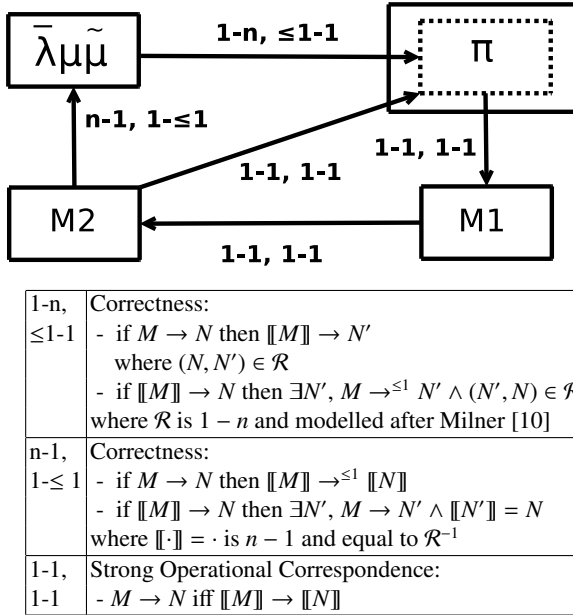 1-n, ≤1-1
λ̅μμ̃
π
n-1, 1-≤1
1-1, 1-1
1-1, 1-1
M2
M1
1-1, 1-1
1-n, Correctness:
≤1-1 - if M → N then ⟦M⟧ → N′
where (N, N′) ∈ ℛ
- if ⟦M⟧ → N then ∃N′, M →≤1 N′ ∧ (N′, N) ∈ ℛ
where ℛ is 1 − n and modelled after Milner [10]
n-1, Correctness:
1-≤ 1 - if M → N then ⟦M⟧ →≤1 ⟦N⟧
- if ⟦M⟧ → N then ∃N′, M → N′ ∧ ⟦N′⟧ = N
where ⟦·⟧ = · is n − 1 and equal to ℛ−1
1-1, Strong Operational Correspondence:
1-1 - M → N iff ⟦M⟧ → ⟦N⟧